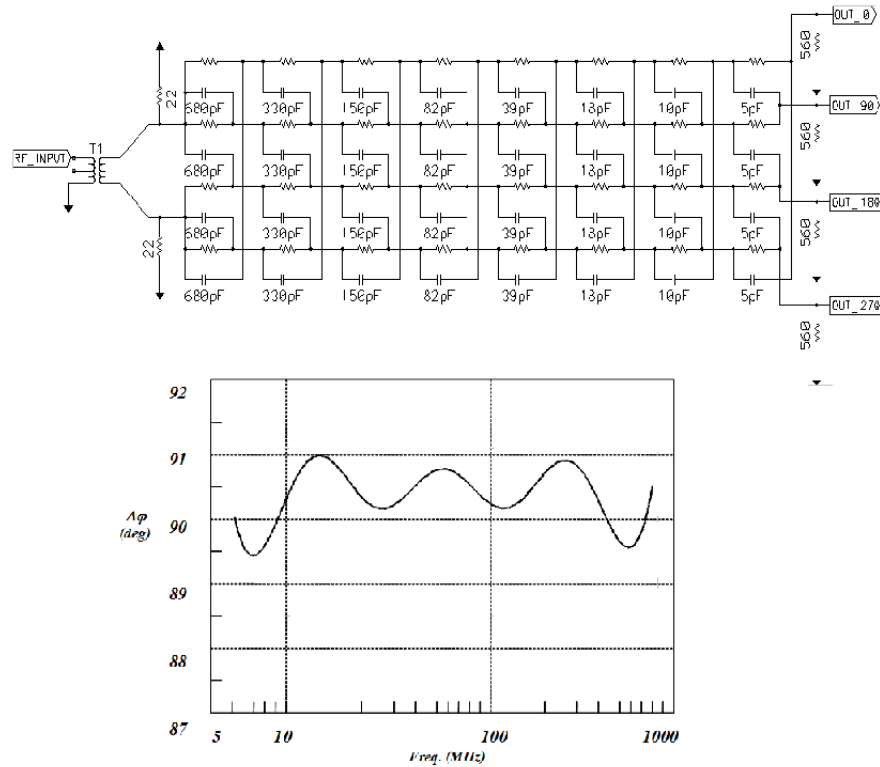 OUT_0
560
22
680pF 330pF 150pF 82pF 39pF 18pF 10pF 5pF
OUT_90
560
T1
RF_INPUT
680pF 330pF 150pF 82pF 39pF 18pF 10pF 5pF
OUT_180
560
22
680pF 330pF 150pF 82pF 39pF 18pF 10pF 5pF
680pF 330pF 150pF 82pF 39pF 18pF 10pF 5pF
OUT_270
560
92
91
Δφ
(deg)
90
89
88
87
5 10 100 1000
Freq. (MHz)